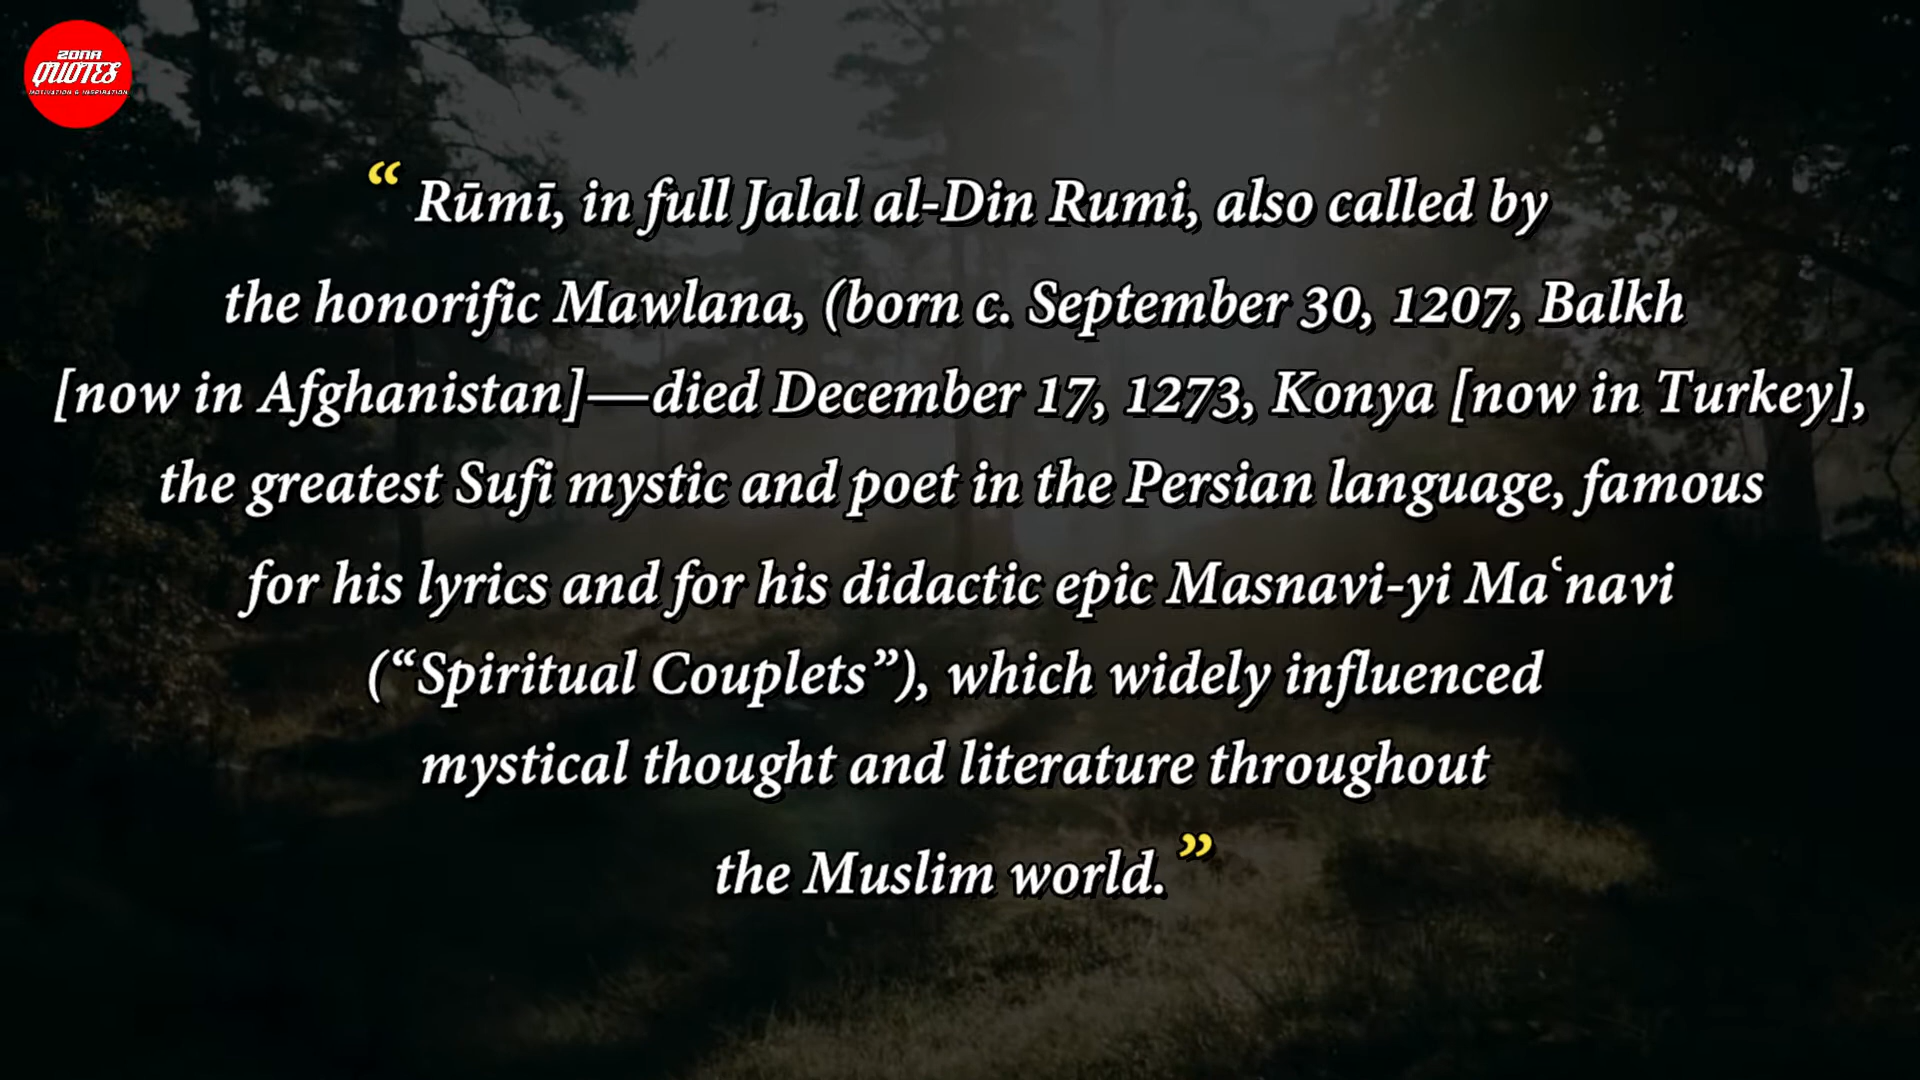 ZONA
QUOTES
MOTIVATION & INSPIRATION
“ Rūmī, in full Jalal al-Din Rumi, also called by
the honorific Mawlana, (born c. September 30, 1207, Balkh
[now in Afghanistan]—died December 17, 1273, Konya [now in Turkey],
the greatest Sufi mystic and poet in the Persian language, famous
for his lyrics and for his didactic epic Masnavi-yi Maʿnavi
(“Spiritual Couplets”), which widely influenced
mystical thought and literature throughout
the Muslim world. ”